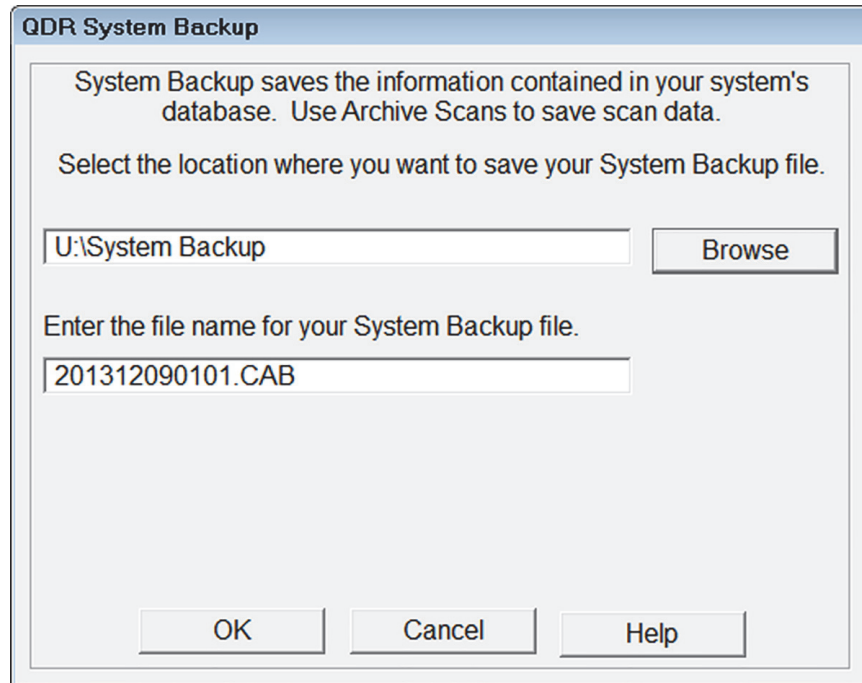 QDR System Backup
System Backup saves the information contained in your system's
database. Use Archive Scans to save scan data.
Select the location where you want to save your System Backup file.
U:\System Backup
Browse
Enter the file name for your System Backup file.
201312090101.CAB
OK
Cancel
Help